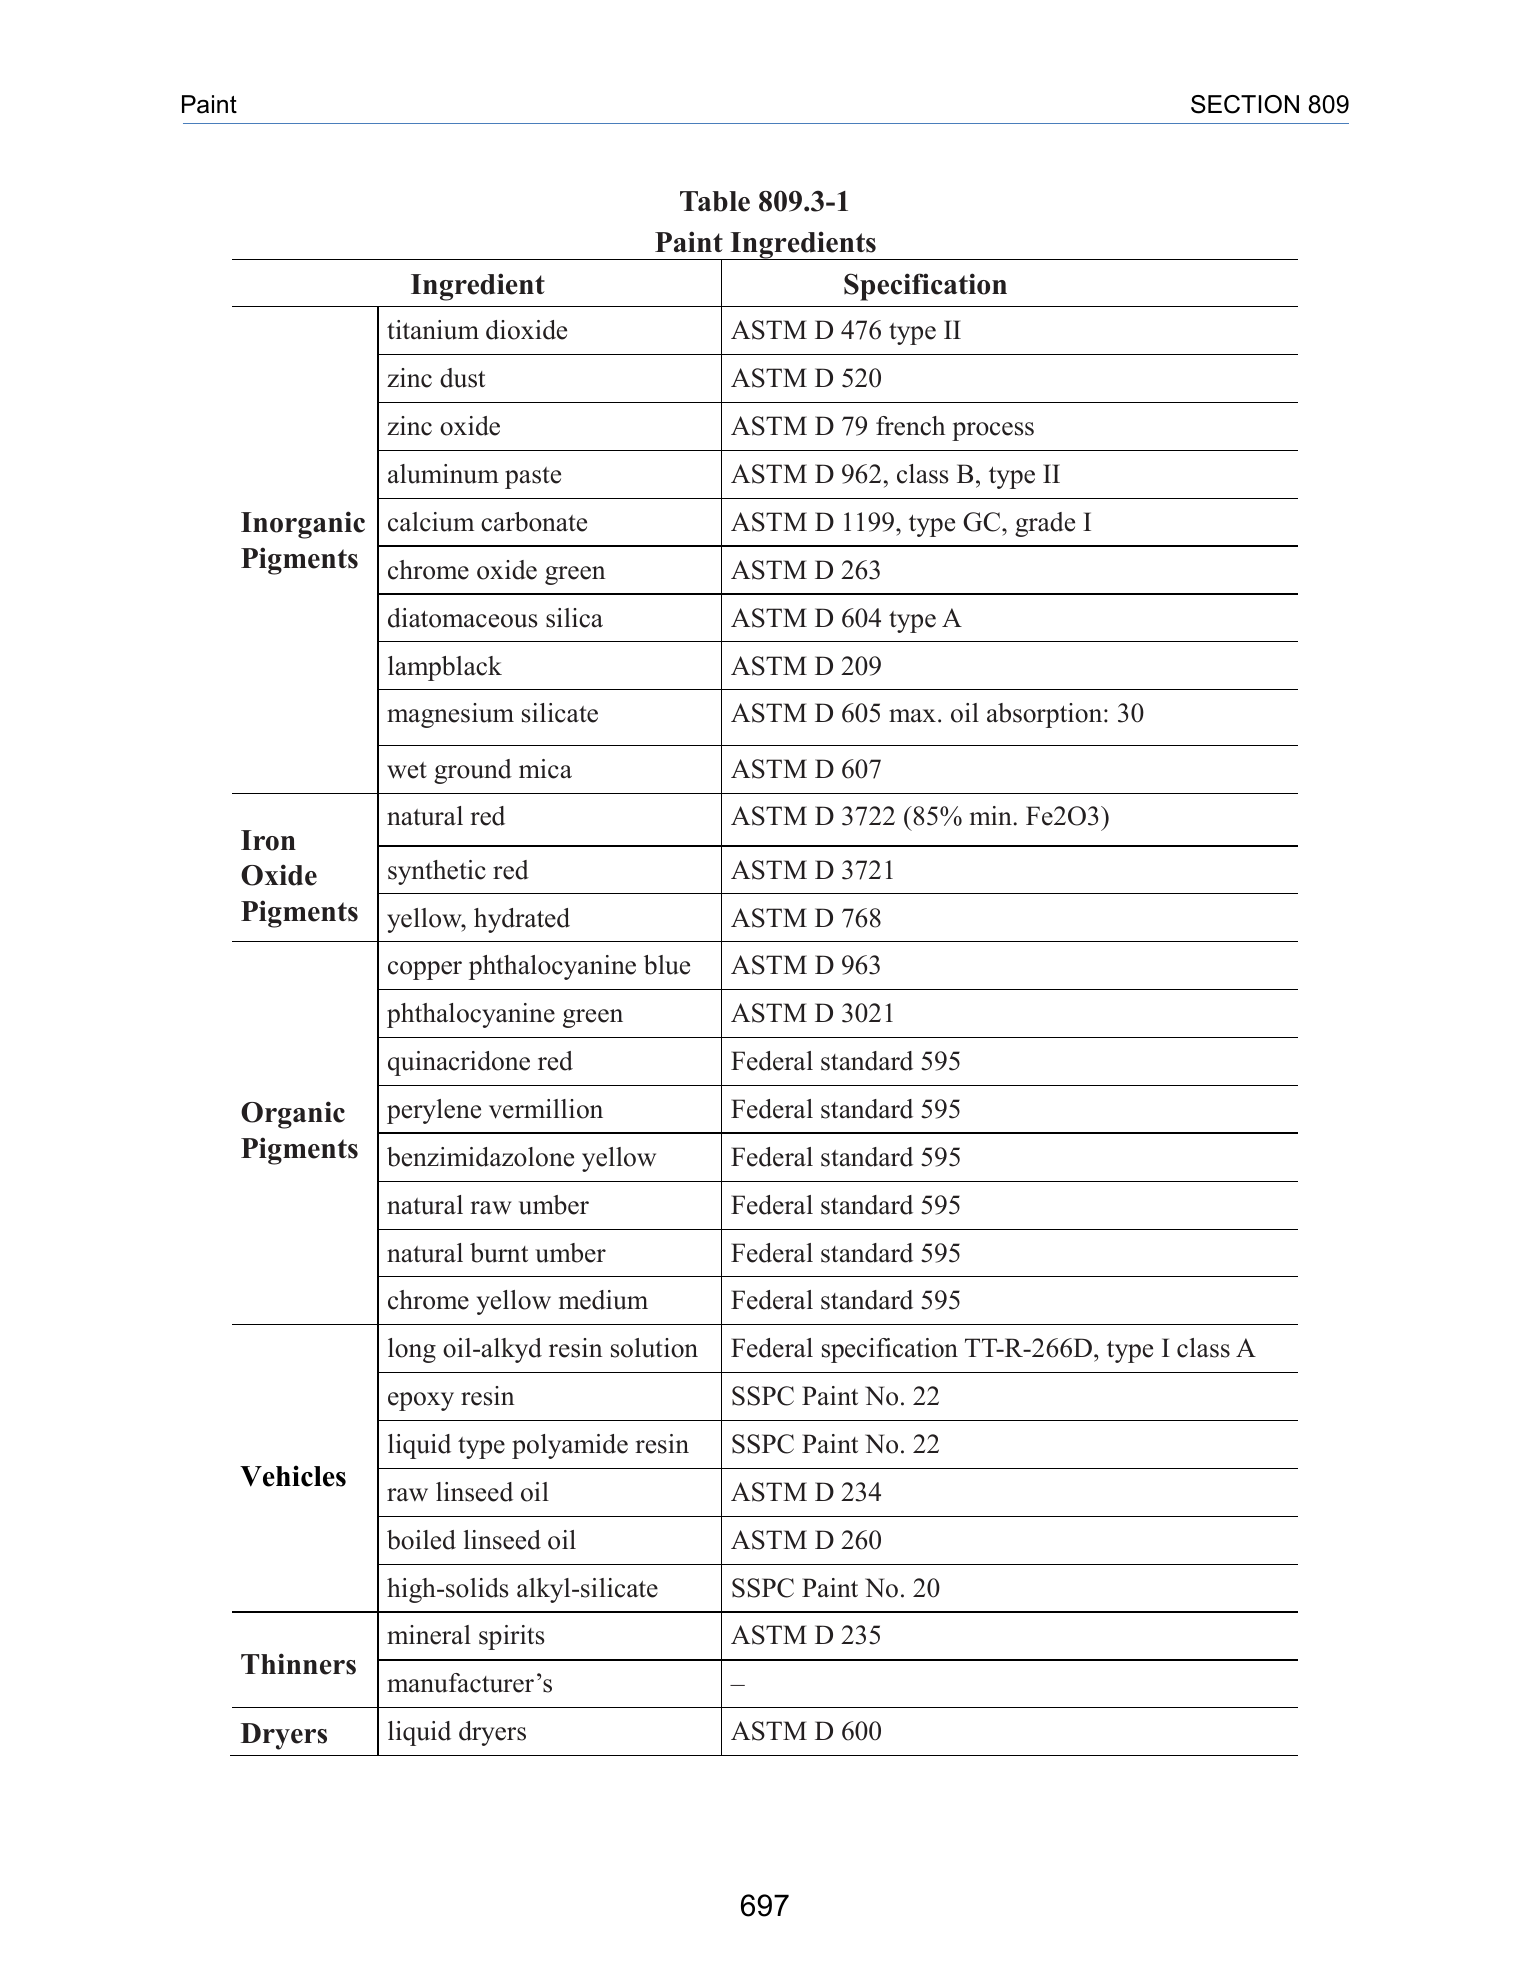 Paint SECTION 809
Table 809.3-1
Paint Ingredients
Ingredient Specification
Inorganic
Pigments
titanium dioxide ASTM D 476 type II
zinc dust ASTM D 520
zinc oxide ASTM D 79 french process
aluminum paste ASTM D 962, class B, type II
calcium carbonate ASTM D 1199, type GC, grade I
chrome oxide green ASTM D 263
diatomaceous silica ASTM D 604 type A
lampblack ASTM D 209
magnesium silicate ASTM D 605 max. oil absorption: 30
wet ground mica ASTM D 607
Iron
Oxide
Pigments
natural red ASTM D 3722 (85% min. Fe2O3)
synthetic red ASTM D 3721
yellow, hydrated ASTM D 768
Organic
Pigments
copper phthalocyanine blue ASTM D 963
phthalocyanine green ASTM D 3021
quinacridone red Federal standard 595
perylene vermillion Federal standard 595
benzimidazolone yellow Federal standard 595
natural raw umber Federal standard 595
natural burnt umber Federal standard 595
chrome yellow medium Federal standard 595
Vehicles
long oil-alkyd resin solution Federal specification TT-R-266D, type I class A
epoxy resin SSPC Paint No. 22
liquid type polyamide resin SSPC Paint No. 22
raw linseed oil ASTM D 234
boiled linseed oil ASTM D 260
high-solids alkyl-silicate SSPC Paint No. 20
Thinners
mineral spirits ASTM D 235
manufacturer’s –
Dryers liquid dryers ASTM D 600
697